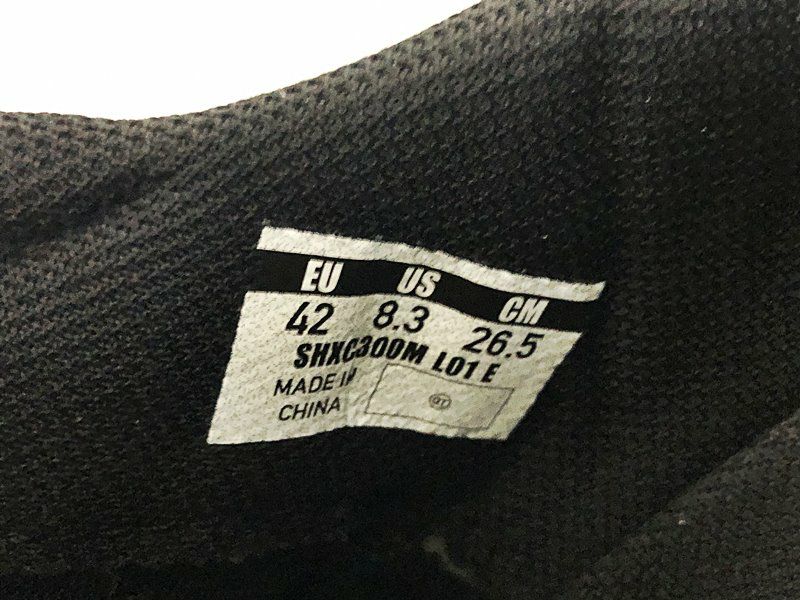 EU US CM
42 8.3 26.5
SHXC300M L01 E
MADE IN
CHINA